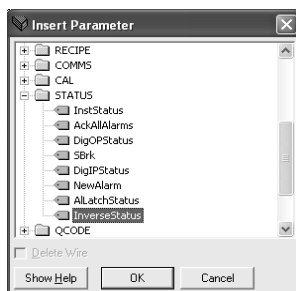 Insert Parameter
RECIPE
COMMS
CAL
STATUS
InstStatus
AckAllAlarms
DigOPStatus
SBrk
DigIPStatus
NewAlarm
AlLatchStatus
InverseStatus
QCODE
Delete Wire
Show Help
OK
Cancel